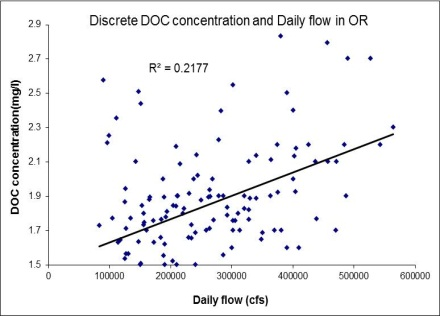 Discrete DOC concentration and Daily flow in OR
2.9
2.7
2.5
2.3
2.1
1.9
1.7
1.5
DOC concentration(mg/l)
R² = 0.2177
0 100000 200000 300000 400000 500000 600000
Daily flow (cfs)